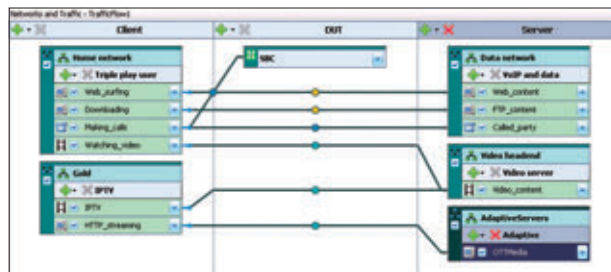 Networks and Traffic - TrafficFlow1
Client
DUT
Server
Home network
Triple play user
Web_surfing
Downloading
Making_calls
Watching_video
Gold
IPTV
IPTV
HTTP_streaming
SBC
Data network
VoIP and data
Web_content
FTP_content
Called_party
Video headend
Video server
Video_content
AdaptiveServers
Adaptive
OTTMedia